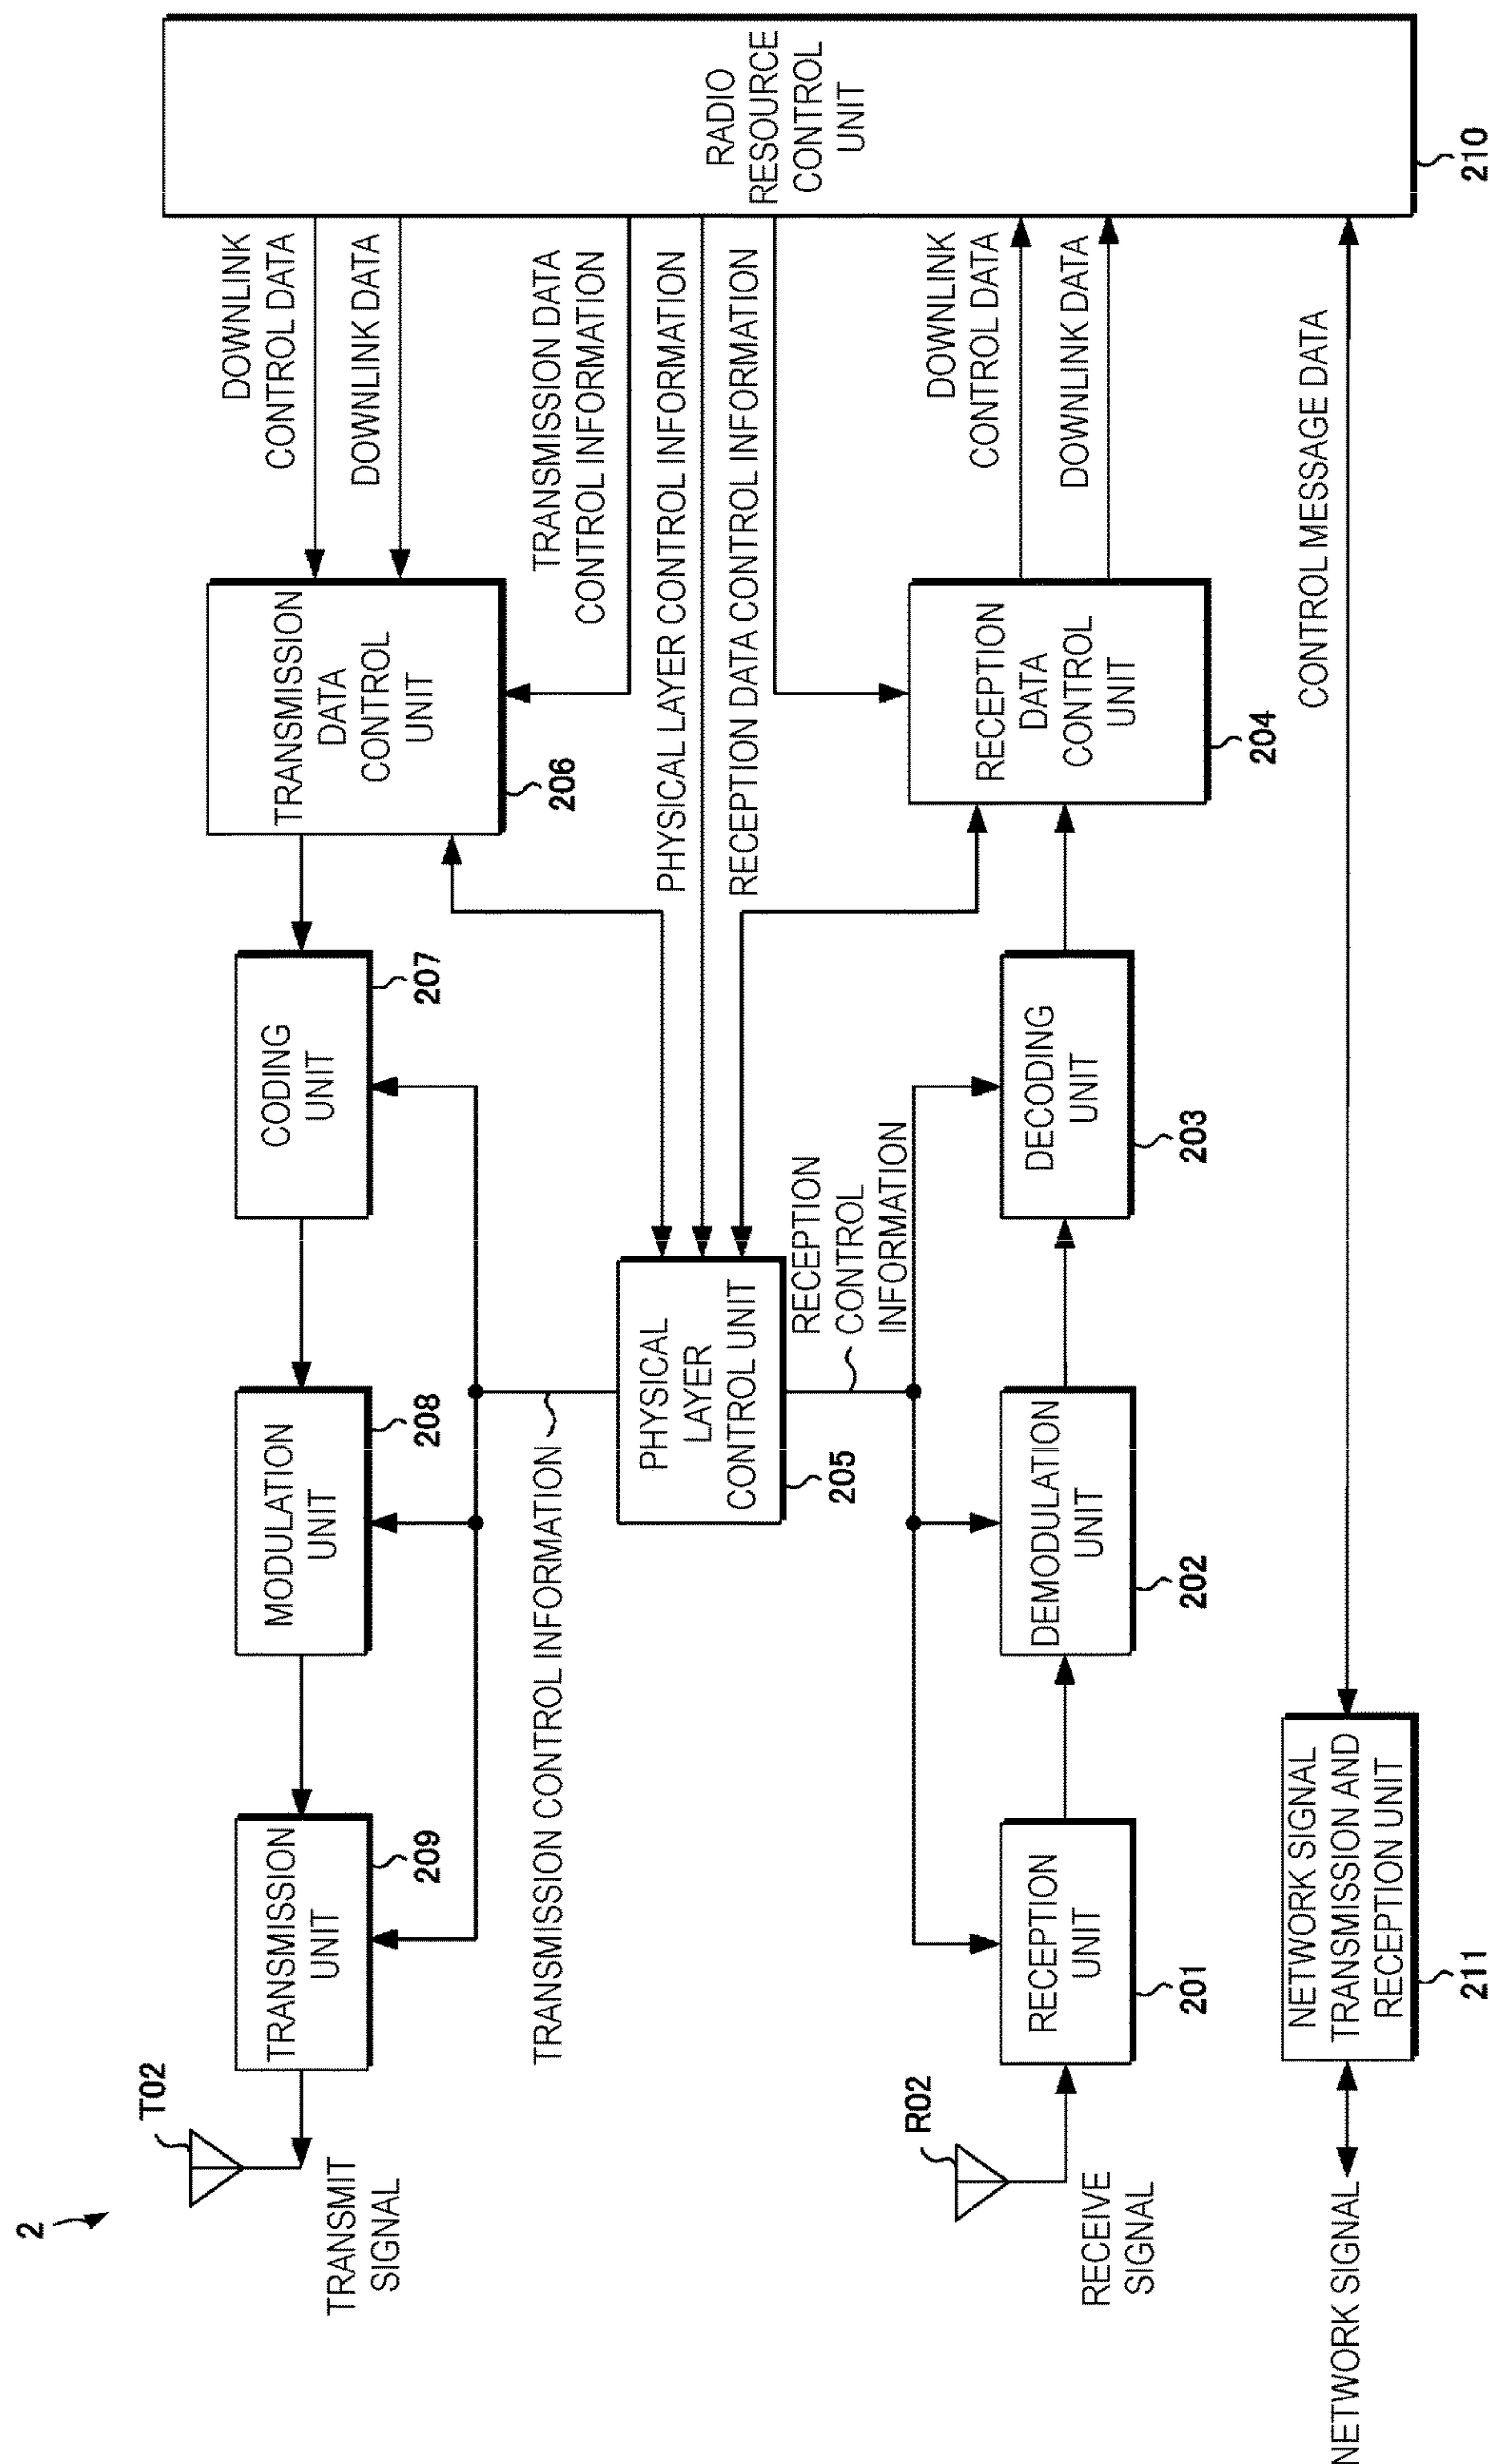 2
T02
TRANSMIT
SIGNAL
TRANSMISSION
UNIT
209
MODULATION
UNIT
208
CODING
UNIT
207
TRANSMISSION
DATA
CONTROL
UNIT
206
DOWNLINK
CONTROL DATA
DOWNLINK DATA
TRANSMISSION DATA
CONTROL INFORMATION
PHYSICAL LAYER CONTROL INFORMATION
RECEPTION DATA CONTROL INFORMATION
RADIO
RESOURCE
CONTROL
UNIT
210
TRANSMISSION CONTROL INFORMATION
PHYSICAL
LAYER
CONTROL UNIT
205
RECEPTION
CONTROL
INFORMATION
R02
RECEIVE
SIGNAL
RECEPTION
UNIT
201
DEMODULATION
UNIT
202
DECODING
UNIT
203
RECEPTION
DATA
CONTROL
UNIT
204
DOWNLINK
CONTROL DATA
DOWNLINK DATA
NETWORK SIGNAL
NETWORK SIGNAL
TRANSMISSION AND
RECEPTION UNIT
211
CONTROL MESSAGE DATA